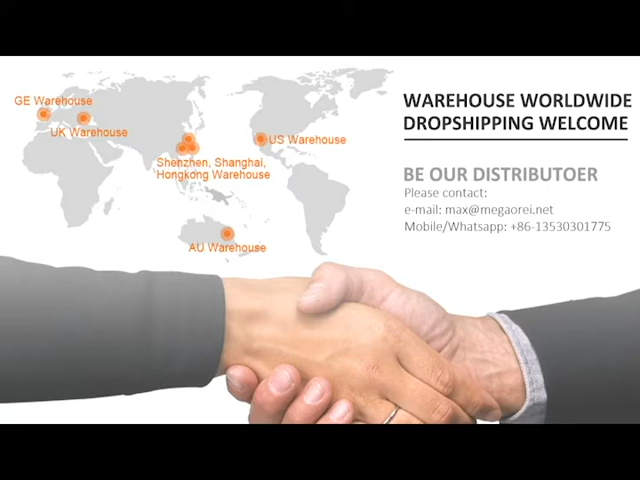 WAREHOUSE WORLDWIDE
DROPSHIPPING WELCOME
GE Warehouse
UK Warehouse
US Warehouse
Shenzhen, Shanghai,
Hongkong Warehouse
AU Warehouse
BE OUR DISTRIBUTOER
Please contact:
e-mail: max@megaorei.net
Mobile/Whatsapp: +86-13530301775